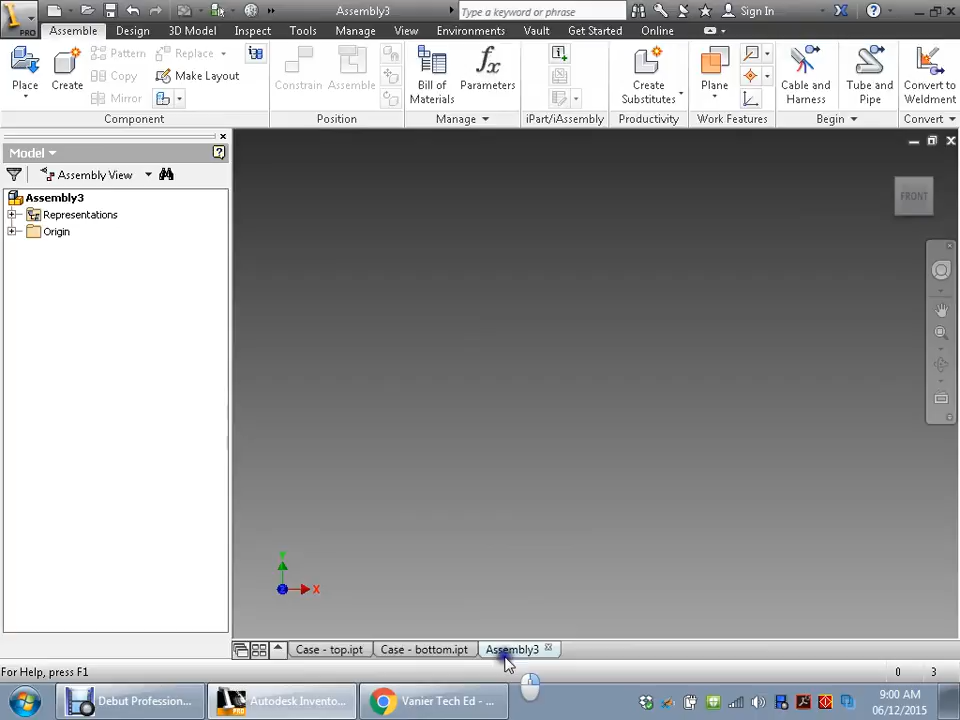 Assembly3
Type a keyword or phrase
Sign In
PRO
Assemble Design 3D Model Inspect Tools Manage View Environments Vault Get Started Online
Place
Create
Pattern
Copy
Mirror
Replace
Make Layout
Component
Constrain
Assemble
Position
Bill of
Materials
Parameters
Manage
iPart/iAssembly
Create
Substitutes
Productivity
Plane
Work Features
Cable and
Harness
Tube and
Pipe
Begin
Convert to
Weldment
Convert
Model
Assembly View
Assembly3
Representations
Origin
FRONT
Y
X
Case - top.ipt
Case - bottom.ipt
Assembly3
For Help, press F1
0 3
Debut Profession...
Autodesk Invento...
Vanier Tech Ed - ...
9:00 AM
06/12/2015